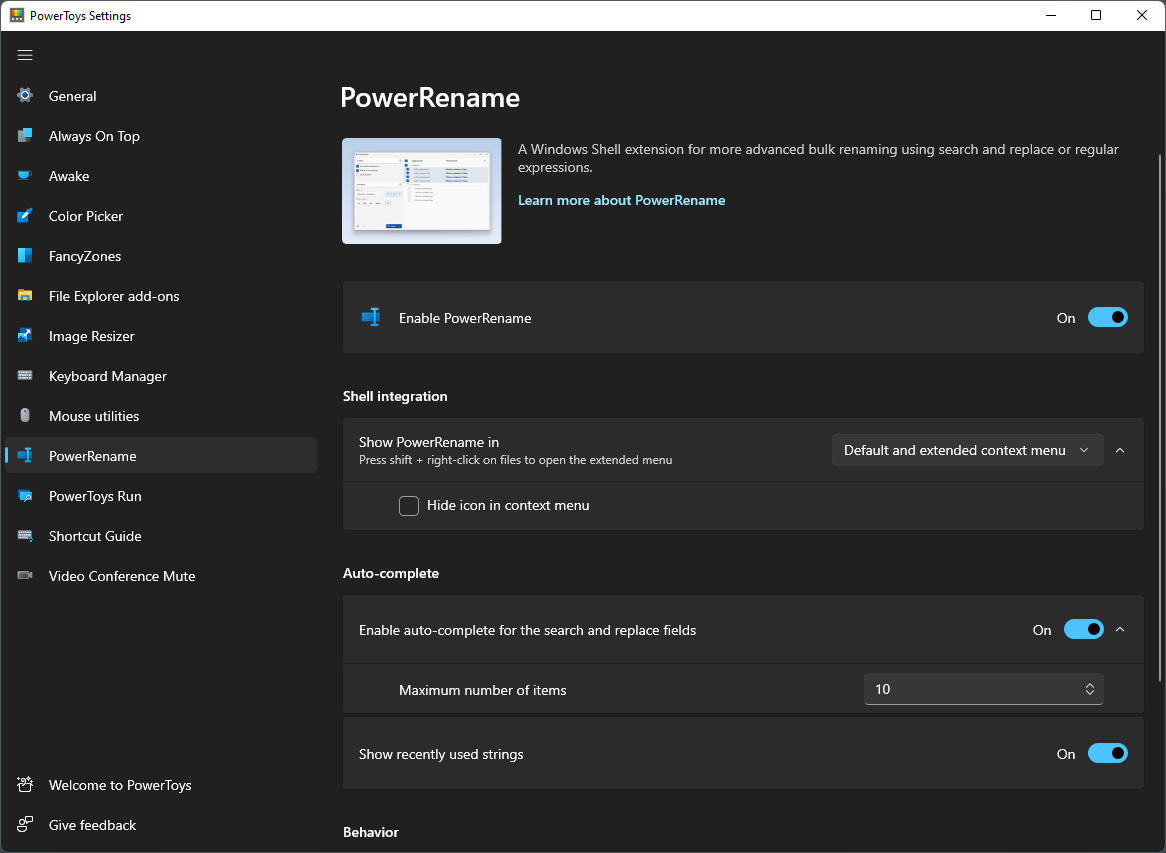 PowerToys Settings
General
Always On Top
Awake
Color Picker
FancyZones
File Explorer add-ons
Image Resizer
Keyboard Manager
Mouse utilities
PowerRename
PowerToys Run
Shortcut Guide
Video Conference Mute
Welcome to PowerToys
Give feedback
PowerRename
A Windows Shell extension for more advanced bulk renaming using search and replace or regular
expressions.
Learn more about PowerRename
Enable PowerRename
On
Shell integration
Show PowerRename in
Press shift + right-click on files to open the extended menu
Default and extended context menu
Hide icon in context menu
Auto-complete
Enable auto-complete for the search and replace fields
On
Maximum number of items
10
Show recently used strings
On
Behavior